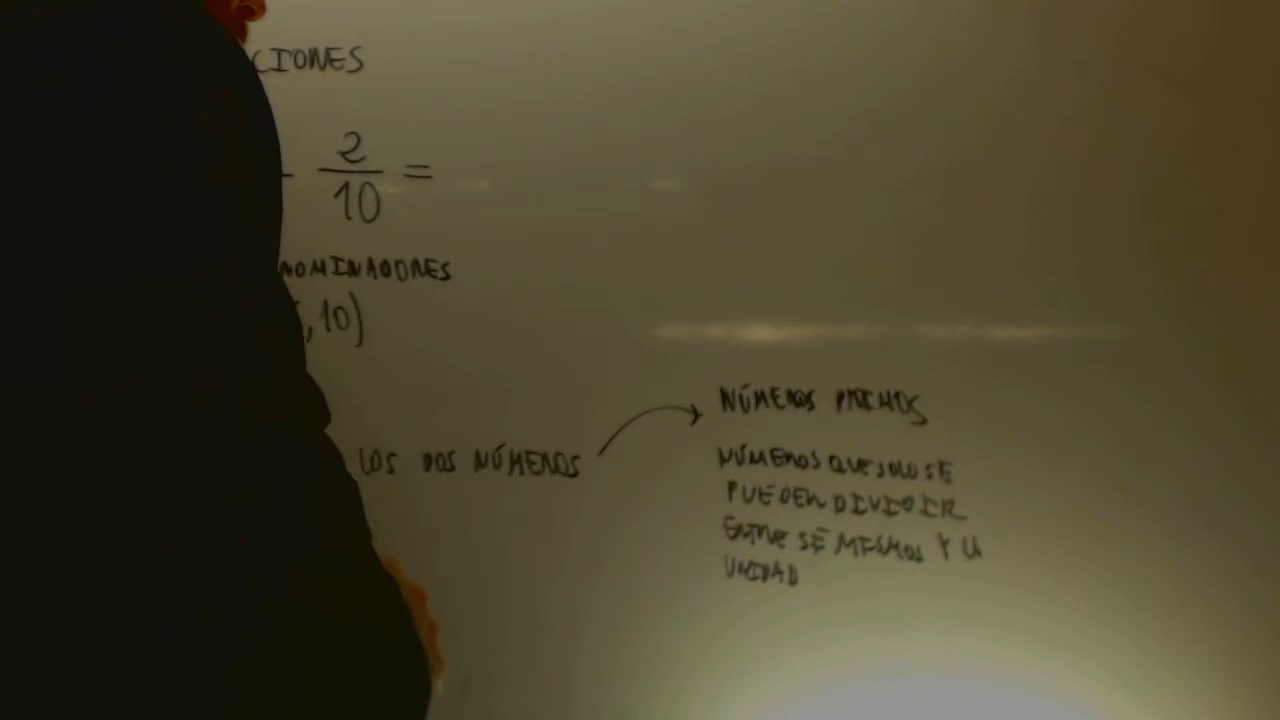 CIONES
- 2/10 =
NOMINADORES
, 10)
LOS DOS NÚMEROS
NÚMEROS PRIMOS
NÚMEROS QUE SOLO SE
PUEDEN DIVIDIR
ENTRE SÍ MISMOS Y LA
UNIDAD